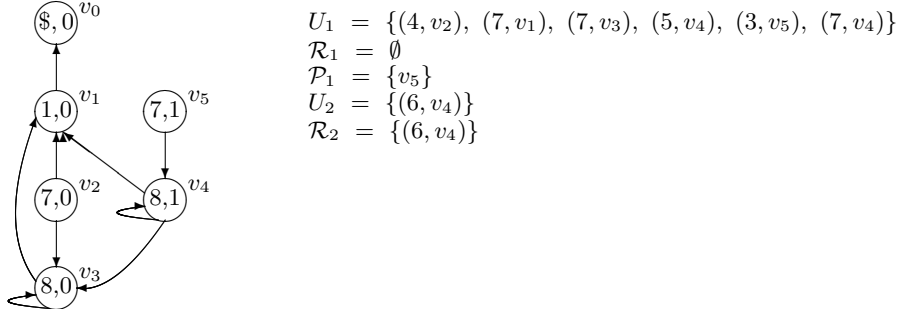 $,0 v₀
1,0 v₁
7,1 v₅
7,0 v₂
8,1 v₄
8,0 v₃
U₁ = {(4, v₂), (7, v₁), (7, v₃), (5, v₄), (3, v₅), (7, v₄)}
ℛ₁ = ∅
𝒫₁ = {v₅}
U₂ = {(6, v₄)}
ℛ₂ = {(6, v₄)}